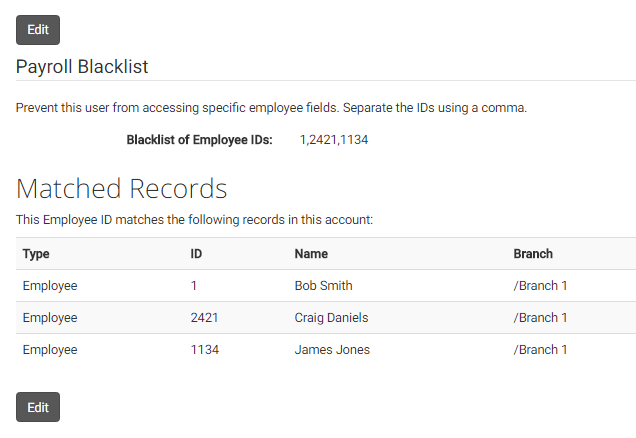 Edit
Payroll Blacklist
Prevent this user from accessing specific employee fields. Separate the IDs using a comma.
Blacklist of Employee IDs: 1,2421,1134
Matched Records
This Employee ID matches the following records in this account:
Type ID Name Branch
Employee 1 Bob Smith /Branch 1
Employee 2421 Craig Daniels /Branch 1
Employee 1134 James Jones /Branch 1
Edit